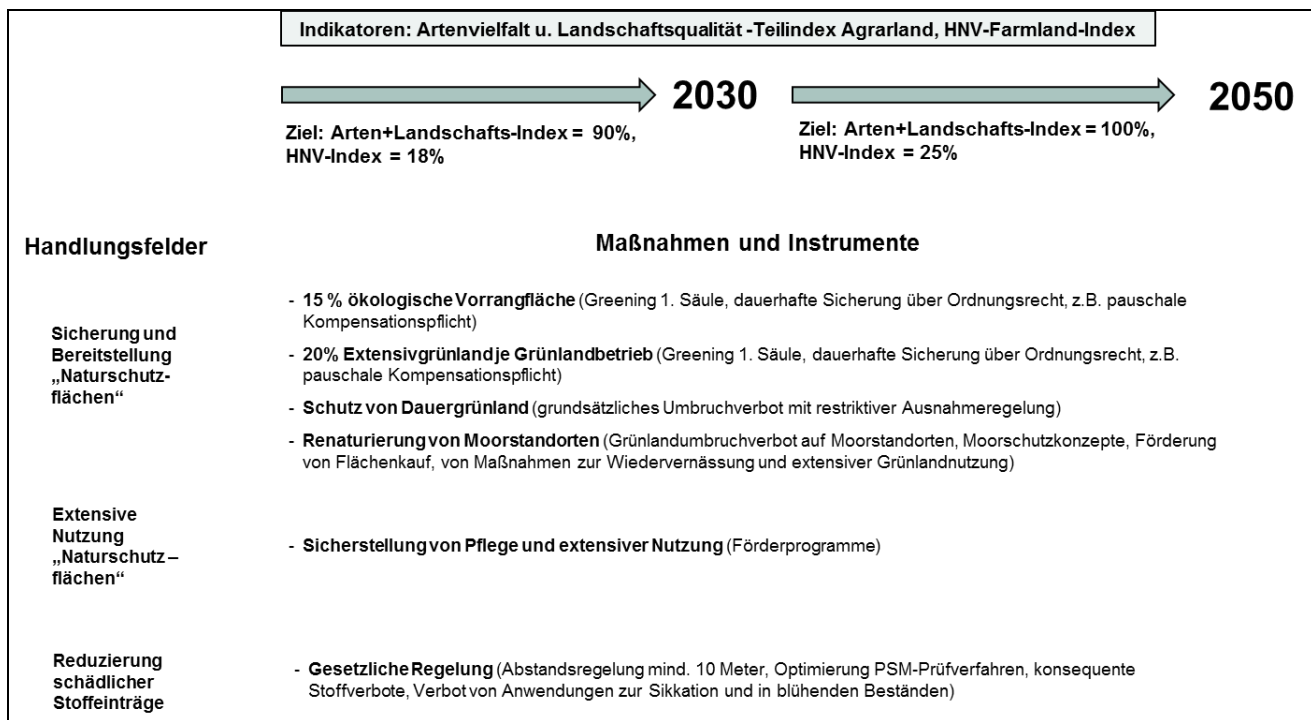 Indikatoren: Artenvielfalt u. Landschaftsqualität -Teilindex Agrarland, HNV-Farmland-Index
2030
2050
Ziel: Arten+Landschafts-Index = 90%,
HNV-Index = 18%
Ziel: Arten+Landschafts-Index = 100%,
HNV-Index = 25%
Handlungsfelder
Maßnahmen und Instrumente
Sicherung und
Bereitstellung
„Naturschutz-
flächen“
- 15 % ökologische Vorrangfläche (Greening 1. Säule, dauerhafte Sicherung über Ordnungsrecht, z.B. pauschale
Kompensationspflicht)
- 20% Extensivgrünland je Grünlandbetrieb (Greening 1. Säule, dauerhafte Sicherung über Ordnungsrecht, z.B.
pauschale Kompensationspflicht)
- Schutz von Dauergrünland (grundsätzliches Umbruchverbot mit restriktiver Ausnahmeregelung)
- Renaturierung von Moorstandorten (Grünlandumbruchverbot auf Moorstandorten, Moorschutzkonzepte, Förderung
von Flächenkauf, von Maßnahmen zur Wiedervernässung und extensiver Grünlandnutzung)
Extensive
Nutzung
„Naturschutz –
flächen“
- Sicherstellung von Pflege und extensiver Nutzung (Förderprogramme)
Reduzierung
schädlicher
Stoffeinträge
- Gesetzliche Regelung (Abstandsregelung mind. 10 Meter, Optimierung PSM-Prüfverfahren, konsequente
Stoffverbote, Verbot von Anwendungen zur Sikkation und in blühenden Beständen)